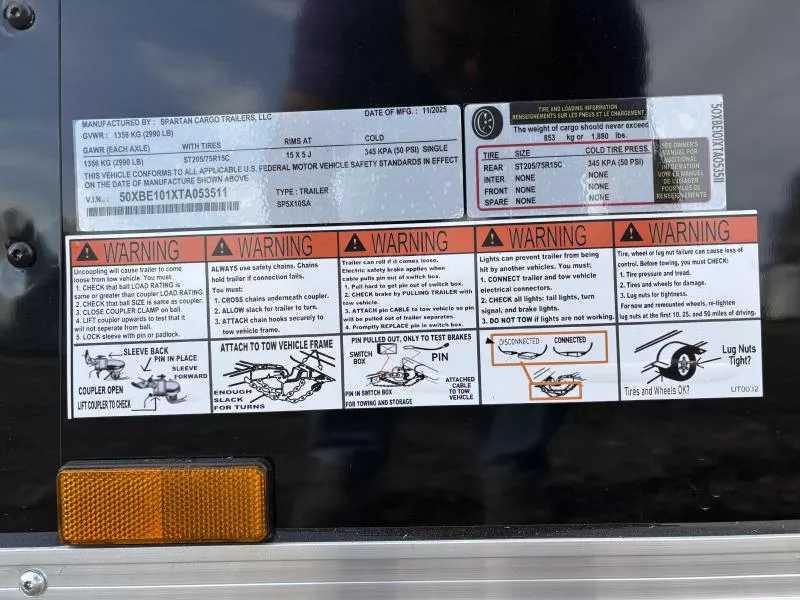 MANUFACTURED BY : SPARTAN CARGO TRAILERS, LLC DATE OF MFG. : 11/2025
GVWR : 1356 KG (2990 LB)
GAWR (EACH AXLE) WITH TIRES RIMS AT COLD
1356 KG (2990 LB) ST205/75R15C 15 X 5 J 345 KPA (50 PSI) SINGLE
THIS VEHICLE CONFORMS TO ALL APPLICABLE U.S. FEDERAL MOTOR VEHICLE SAFETY STANDARDS IN EFFECT
ON THE DATE OF MANUFACTURE SHOWN ABOVE
V.I.N.: 50XBE101XTA053511 TYPE : TRAILER
SP5X10SA
TIRE AND LOADING INFORMATION
RENSEIGNEMENTS SUR LES PNEUS ET LE CHARGEMENT
The weight of cargo should never exceed
853 kg or 1,880 lbs.
TIRE SIZE COLD TIRE PRESS.
REAR ST205/75R15C 345 KPA (50 PSI)
INTER NONE NONE
FRONT NONE NONE
SPARE NONE NONE
SEE OWNER'S
MANUAL FOR
ADDITIONAL
INFORMATION
VOIR LE MANUEL
DE L'USAGER
POUR PLUS DE
RENSEIGNEMENTS
50XBE101XTA053511
WARNING
Uncoupling will cause trailer to come
loose from tow vehicle. You must:
1. CHECK that ball LOAD RATING is
same or greater than coupler LOAD RATING.
2. CHECK that ball SIZE is same as coupler.
3. CLOSE COUPLER CLAMP on ball.
4. LIFT coupler upwards to test that it
will not seperate from ball.
5. LOCK sleeve with pin or padlock.
SLEEVE BACK
PIN IN PLACE
SLEEVE
FORWARD
COUPLER OPEN
LIFT COUPLER TO CHECK
WARNING
ALWAYS use safety chains. Chains
hold trailer if connection fails.
You must:
1. CROSS chains underneath coupler.
2. ALLOW slack for trailer to turn.
3. ATTACH chain hooks securely to
tow vehicle frame.
ATTACH TO TOW VEHICLE FRAME
ENOUGH
SLACK
FOR TURNS
WARNING
Trailer can roll if it comes loose.
Electric safety brake applies when
cable pulls pin out of switch box.
1. Pull hard to get pin out of switch box.
2. CHECK brake by PULLING TRAILER with
tow vehicle.
3. ATTACH pin CABLE to tow vehicle so pin
will be pulled out of trailer separates.
4. Promptly REPLACE pin in switch box.
PIN PULLED OUT, ONLY TO TEST BRAKES
SWITCH
BOX
PIN
ATTACHED
CABLE
TO TOW
VEHICLE
PIN IN SWITCH BOX
FOR TOWING AND STORAGE
WARNING
Lights can prevent trailer from being
hit by another vehicles. You must:
1. CONNECT trailer and tow vehicle
electrical connectors.
2. CHECK all lights: tail lights, turn
signal, and brake lights.
3. DO NOT TOW if lights are not working.
DISCONNECTED CONNECTED
WARNING
Tire, wheel or lug nut failure can cause loss of
control. Before towing, you must CHECK:
1. Tire pressure and tread.
2. Tires and wheels for damage.
3. Lug nuts for tightness.
For new and remounted wheels, re-tighten
lug nuts at the first 10, 25, and 50 miles of driving.
Lug Nuts
Tight?
Tires and Wheels OK?
UT0032